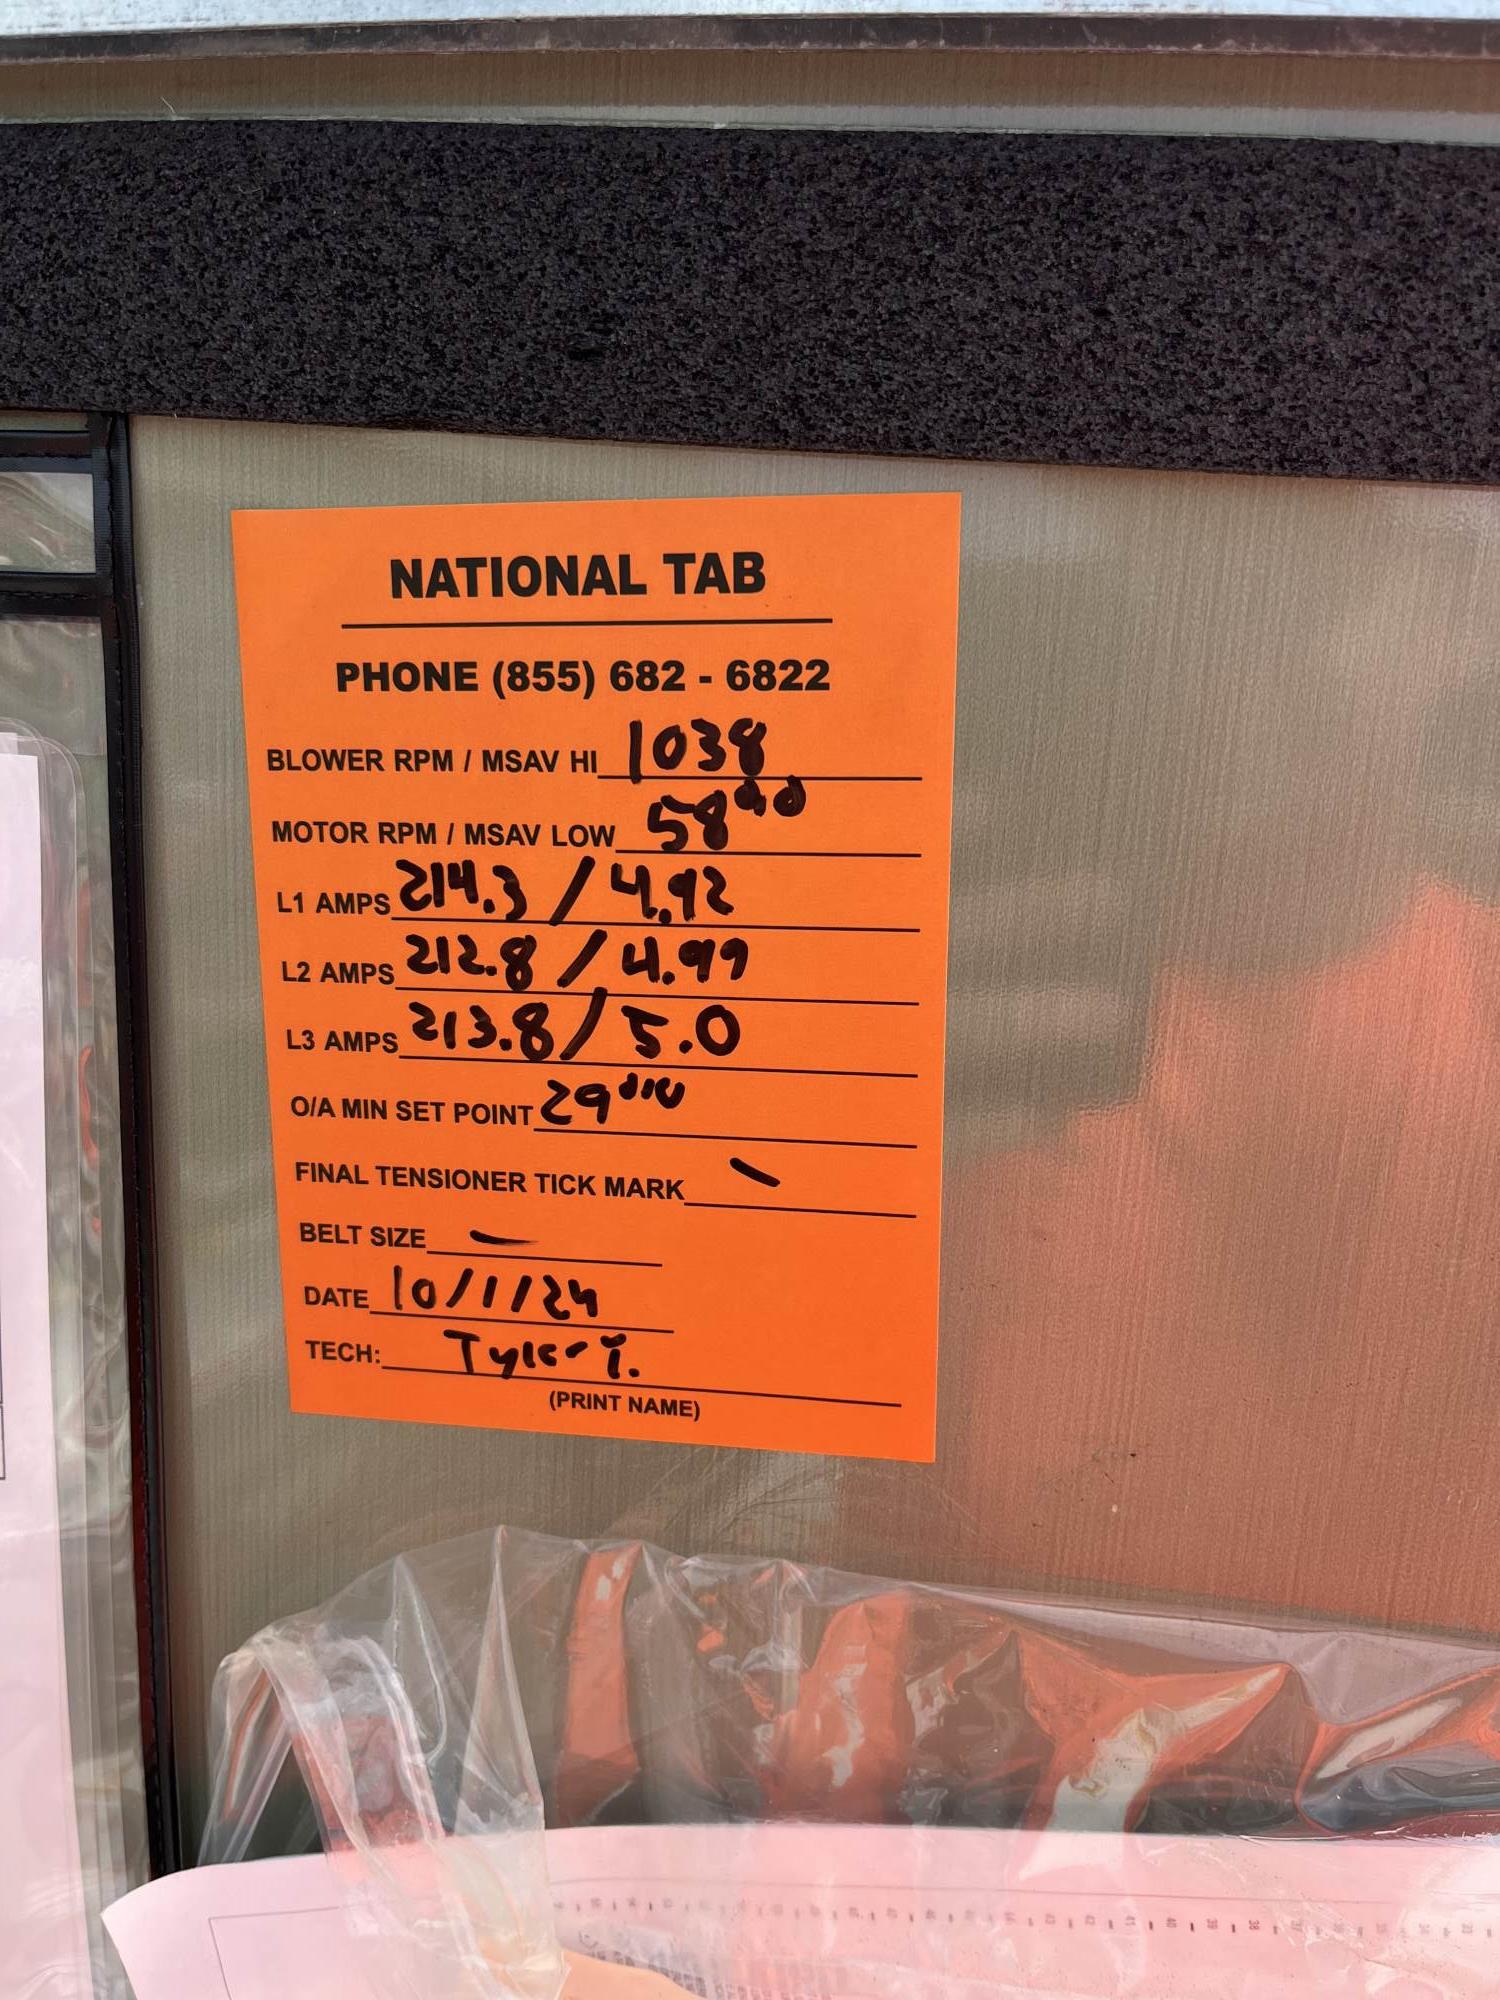 NATIONAL TAB
PHONE (855) 682 - 6822
BLOWER RPM / MSAV HI 1038
MOTOR RPM / MSAV LOW 58
L1 AMPS 214.3 / 4.92
L2 AMPS 212.8 / 4.99
L3 AMPS 213.8 / 5.0
O/A MIN SET POINT 29
FINAL TENSIONER TICK MARK —
BELT SIZE —
DATE 10/1/24
TECH: Tyler T.
(PRINT NAME)